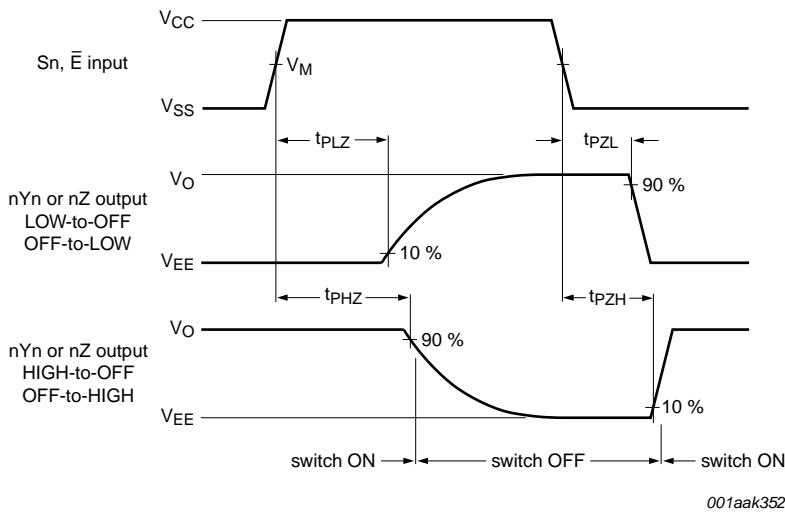 VCC
Sn, E̅ input
VM
VSS
tPLZ
tPZL
VO
nYn or nZ output
LOW-to-OFF
OFF-to-LOW
90 %
10 %
VEE
tPHZ
tPZH
VO
nYn or nZ output
HIGH-to-OFF
OFF-to-HIGH
90 %
10 %
VEE
switch ON
switch OFF
switch ON
001aak352